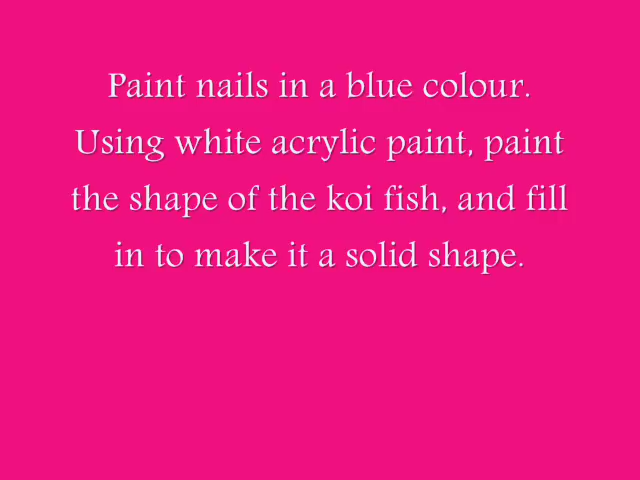 Paint nails in a blue colour.
Using white acrylic paint, paint
the shape of the koi fish, and fill
in to make it a solid shape.